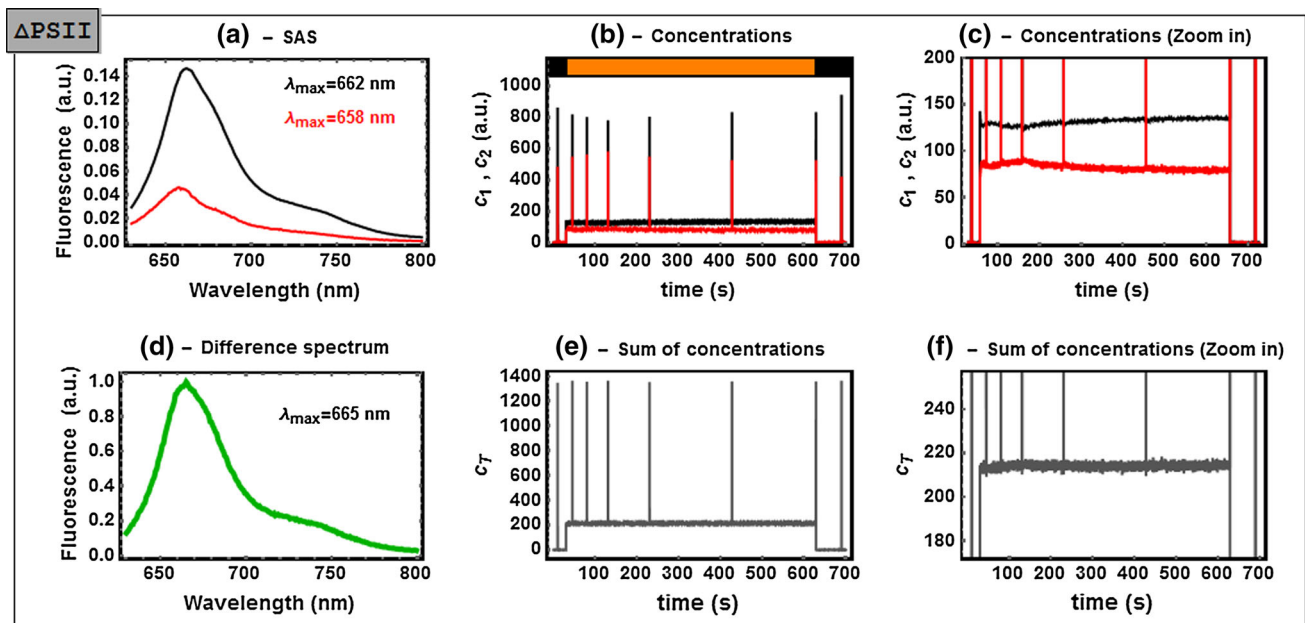 ΔPSII
(a) – SAS
Fluorescence (a.u.)
0.14
0.12
0.10
0.08
0.06
0.04
0.02
0.00
λmax=662 nm
λmax=658 nm
650 700 750 800
Wavelength (nm)
(b) – Concentrations
c1 , c2 (a.u.)
1000
800
600
400
200
0
100 200 300 400 500 600 700
time (s)
(c) – Concentrations (Zoom in)
c1 , c2 (a.u.)
200
150
100
50
0
100 200 300 400 500 600 700
time (s)
(d) – Difference spectrum
Fluorescence (a.u.)
1.0
0.8
0.6
0.4
0.2
0.0
λmax=665 nm
650 700 750 800
Wavelength (nm)
(e) – Sum of concentrations
cT
1400
1200
1000
800
600
400
200
0
100 200 300 400 500 600 700
time (s)
(f) – Sum of concentrations (Zoom in)
cT
240
220
200
180
100 200 300 400 500 600 700
time (s)